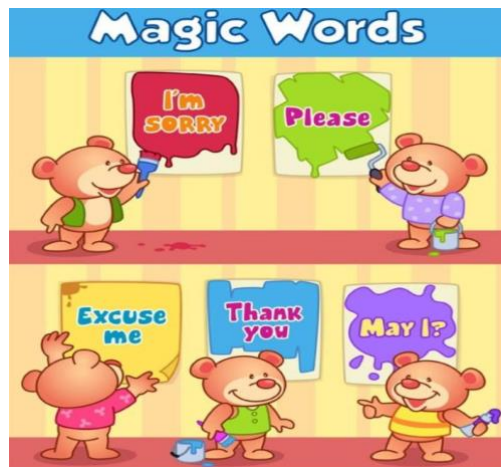 Magic Words
I'm
SORRY
Please
Excuse
me
Thank
you
May I?